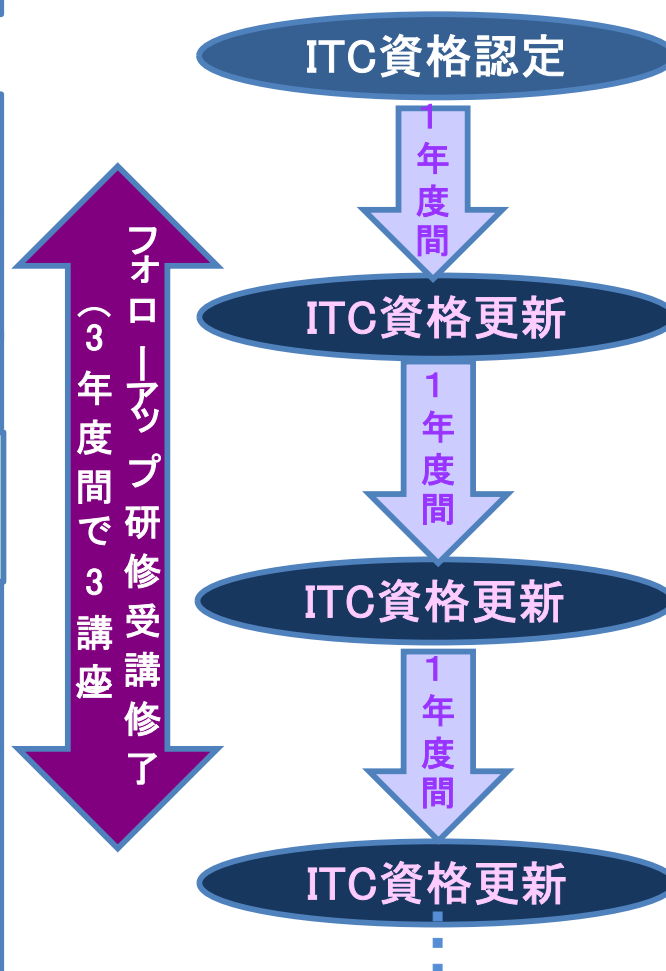 ITC資格認定
1年度間
ITC資格更新
1年度間
ITC資格更新
1年度間
ITC資格更新
フォローアップ研修受講修了
(3年度間で3講座)